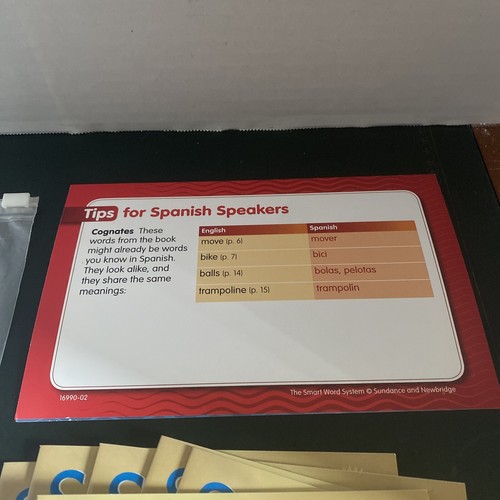 Tips for Spanish Speakers
Cognates These
words from the book
might already be words
you know in Spanish.
They look alike, and
they share the same
meanings:
English Spanish
move (p. 6) mover
bike (p. 7) bici
balls (p. 14) bolas, pelotas
trampoline (p. 15) trampolín
16990-02 The Smart Word System © Sundance and Newbridge